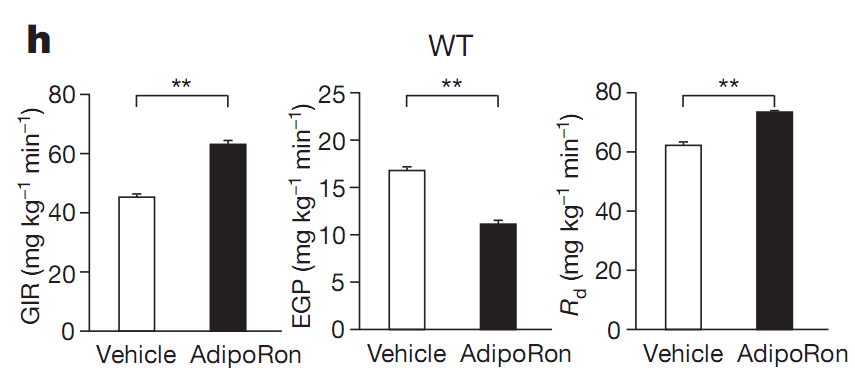 h
WT
GIR (mg kg⁻¹ min⁻¹)
80
60
40
20
0
**
Vehicle AdipoRon
EGP (mg kg⁻¹ min⁻¹)
25
20
15
10
5
0
**
Vehicle AdipoRon
Rd (mg kg⁻¹ min⁻¹)
80
60
40
20
0
**
Vehicle AdipoRon